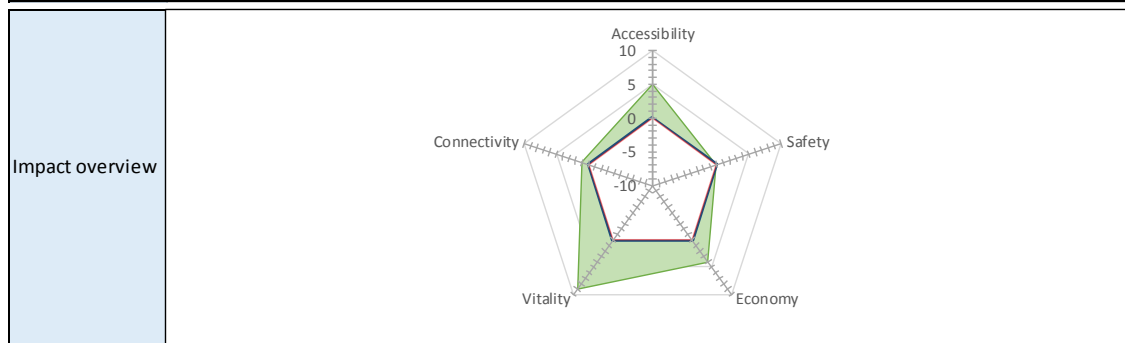 Impact overview
Accessibility
10
5
0
-5
-10
Connectivity
Safety
Vitality
Economy